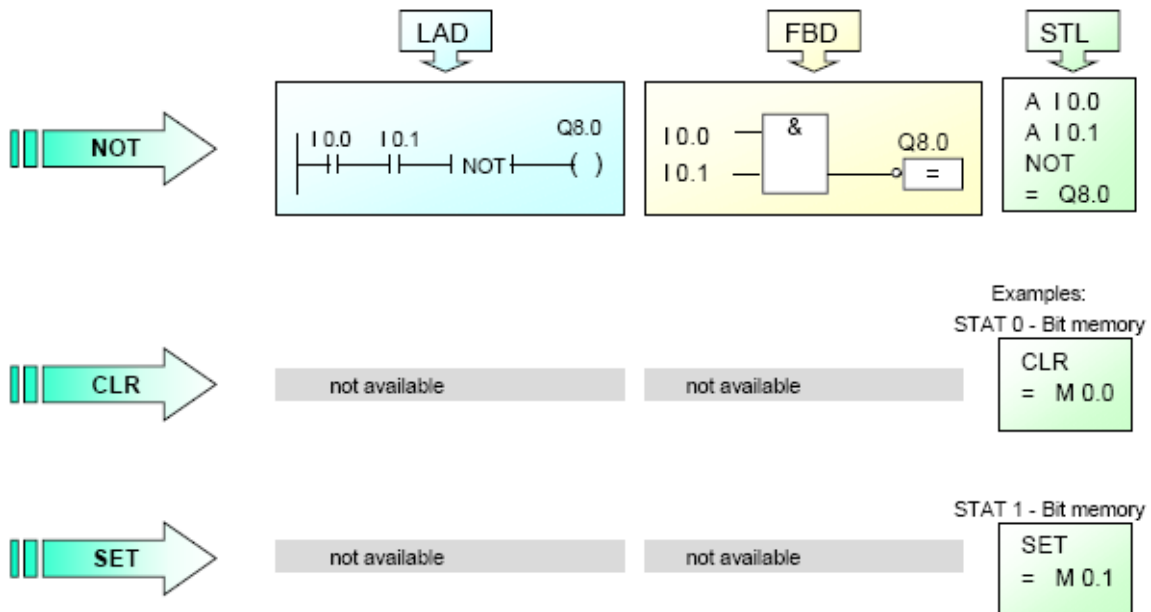 LAD
FBD
STL
NOT
I 0.0 I 0.1 Q8.0
NOT
( )
I 0.0
I 0.1
&
Q8.0
=
A I 0.0
A I 0.1
NOT
= Q8.0
Examples:
STAT 0 - Bit memory
CLR
not available
not available
CLR
= M 0.0
STAT 1 - Bit memory
SET
not available
not available
SET
= M 0.1